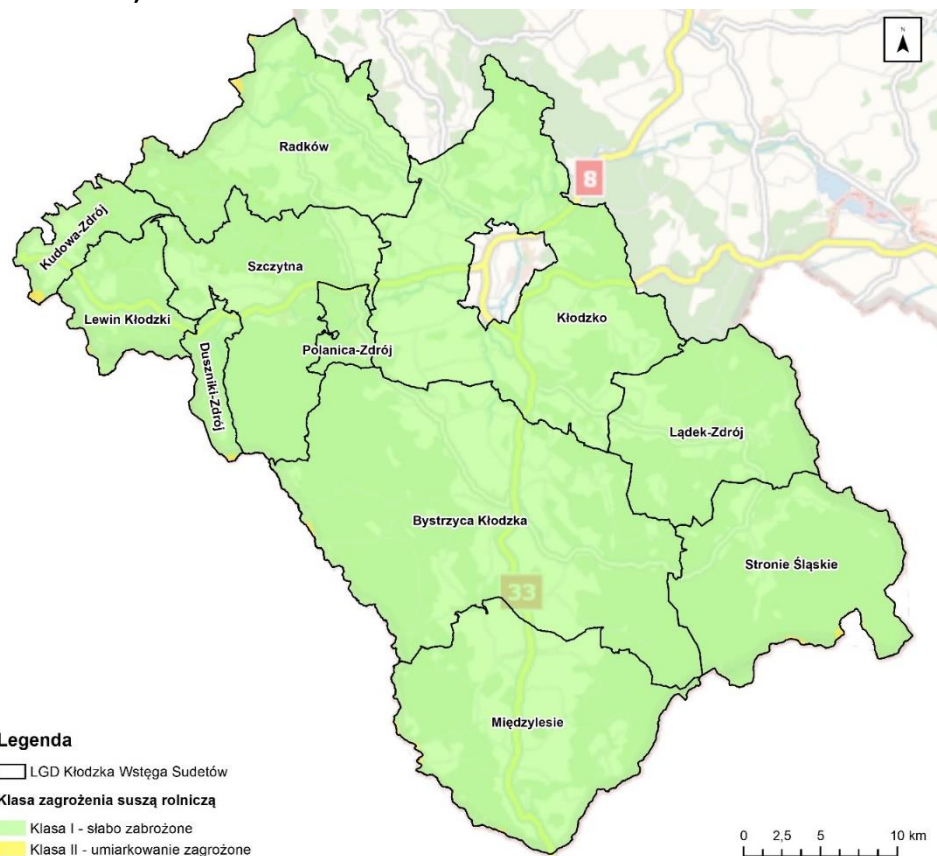 N
8
Radków
Kudowa-Zdrój
Szczytna
Lewin Kłodzki
Kłodzko
Duszniki-Zdrój
Polanica-Zdrój
Lądek-Zdrój
Bystrzyca Kłodzka
Stronie Śląskie
33
Międzylesie
Legenda
LGD Kłodzka Wstęga Sudetów
Klasa zagrożenia suszą rolniczą
Klasa I - słabo zabrożone
Klasa II - umiarkowanie zagrożone
0 2,5 5 10 km